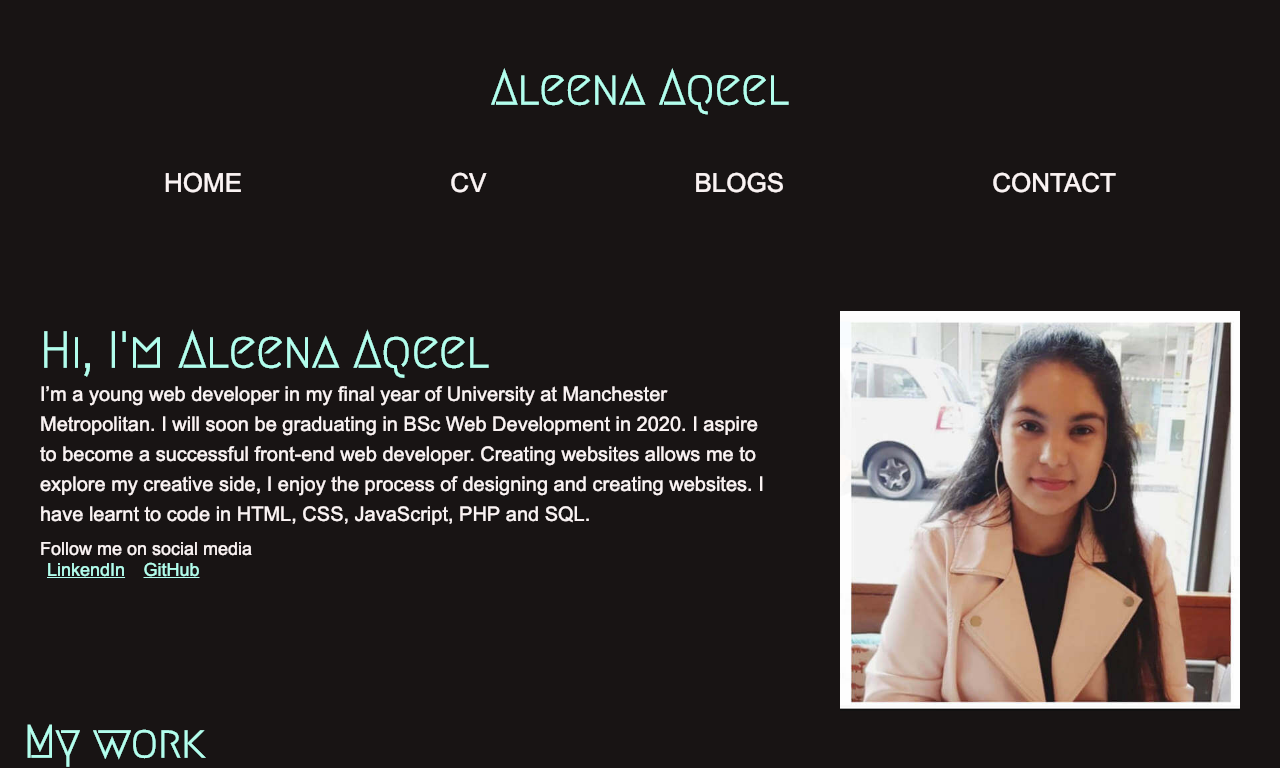 Aleena Aqeel
HOME CV BLOGS CONTACT
Hi, I'm Aleena Aqeel
I’m a young web developer in my final year of University at Manchester
Metropolitan. I will soon be graduating in BSc Web Development in 2020. I aspire
to become a successful front-end web developer. Creating websites allows me to
explore my creative side, I enjoy the process of designing and creating websites. I
have learnt to code in HTML, CSS, JavaScript, PHP and SQL.
Follow me on social media
LinkendIn GitHub
My work